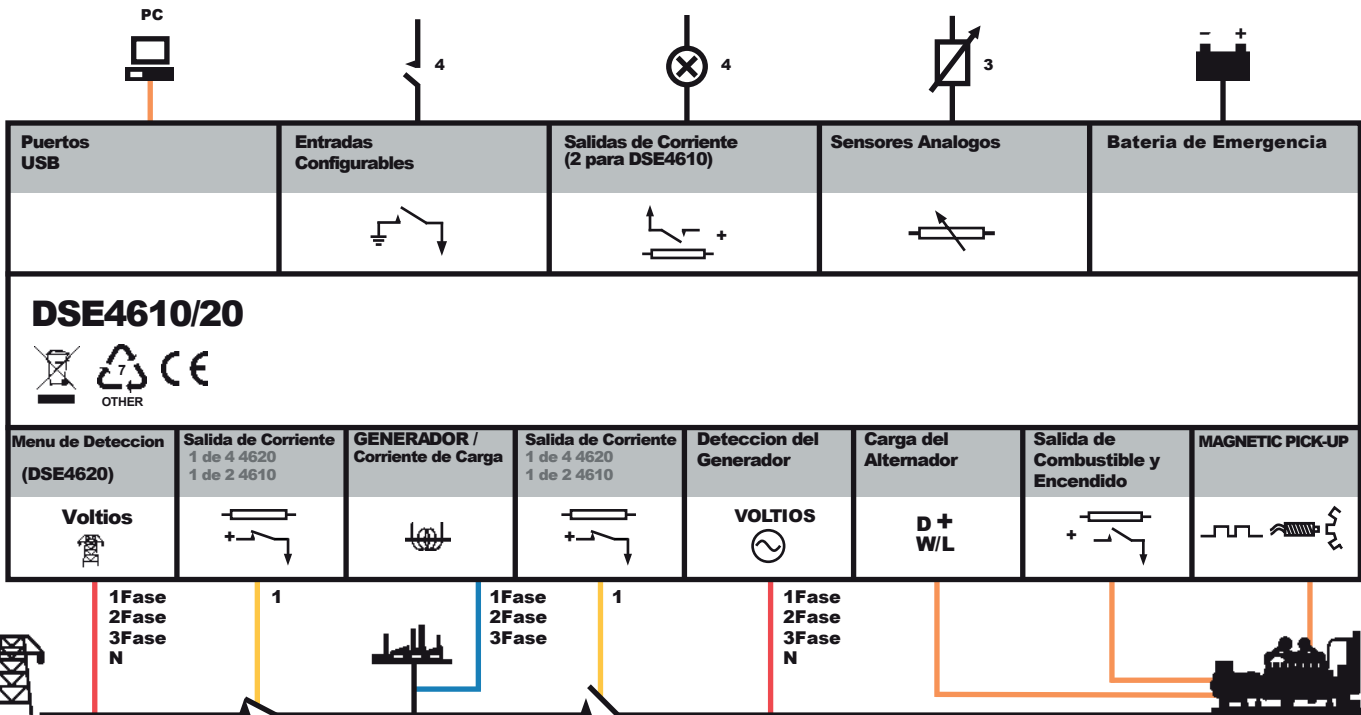 PC
4
4
3
- +
Puertos
USB
Entradas
Configurables
Salidas de Corriente
(2 para DSE4610)
Sensores Analogos
Bateria de Emergencia
+
DSE4610/20
7
OTHER
CE
Menu de Deteccion
(DSE4620)
Salida de Corriente
1 de 4 4620
1 de 2 4610
GENERADOR /
Corriente de Carga
Salida de Corriente
1 de 4 4620
1 de 2 4610
Deteccion del
Generador
Carga del
Alternador
Salida de
Combustible y
Encendido
MAGNETIC PICK-UP
Voltios
+
+
VOLTIOS
D +
W/L
+
1Fase
2Fase
3Fase
N
1
1Fase
2Fase
3Fase
1
1Fase
2Fase
3Fase
N